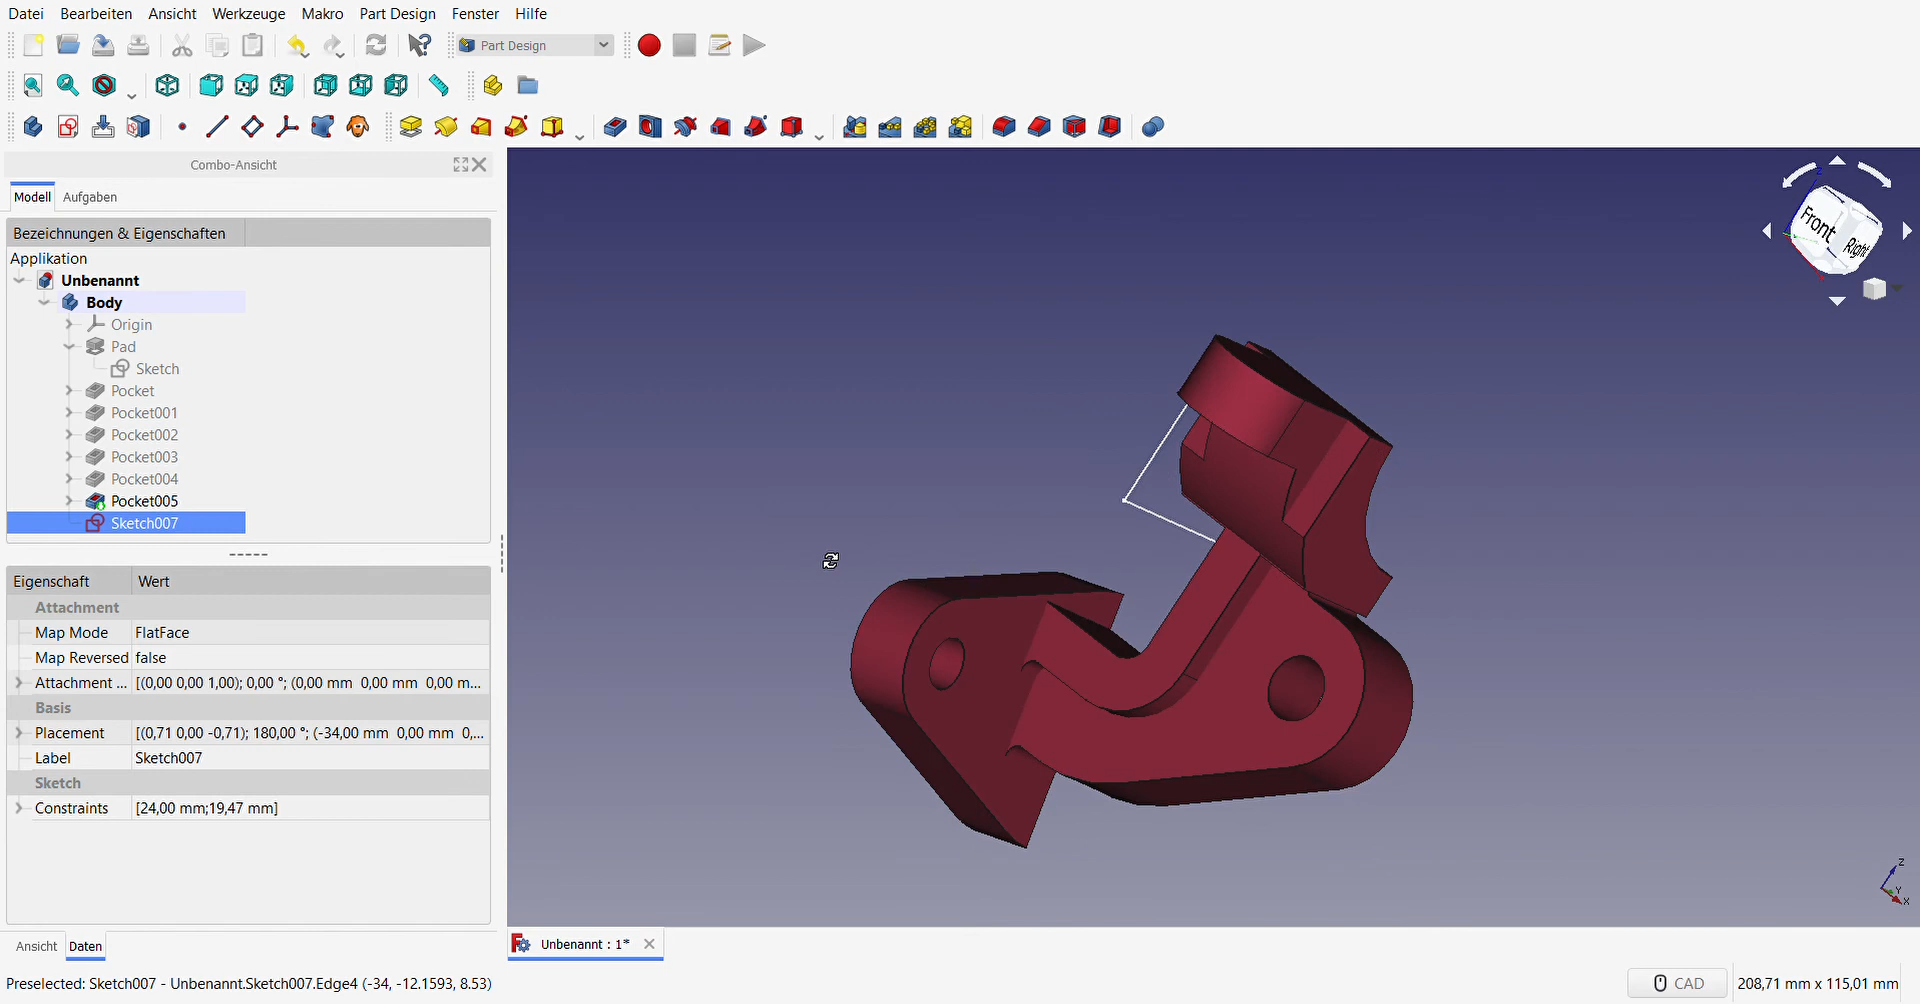 Datei Bearbeiten Ansicht Werkzeuge Makro Part Design Fenster Hilfe
Part Design
Combo-Ansicht
Modell Aufgaben
Bezeichnungen & Eigenschaften
Applikation
Unbenannt
Body
Origin
Pad
Sketch
Pocket
Pocket001
Pocket002
Pocket003
Pocket004
Pocket005
Sketch007
Eigenschaft Wert
Attachment
Map Mode FlatFace
Map Reversed false
Attachment ... [(0,00 0,00 1,00); 0,00 °; (0,00 mm 0,00 mm 0,00 m...
Basis
Placement [(0,71 0,00 -0,71); 180,00 °; (-34,00 mm 0,00 mm 0,...
Label Sketch007
Sketch
Constraints [24,00 mm;19,47 mm]
Ansicht Daten
Front Right
Z
Z
Y
X
Unbenannt : 1*
Preselected: Sketch007 - Unbenannt.Sketch007.Edge4 (-34, -12.1593, 8.53)
CAD 208,71 mm x 115,01 mm